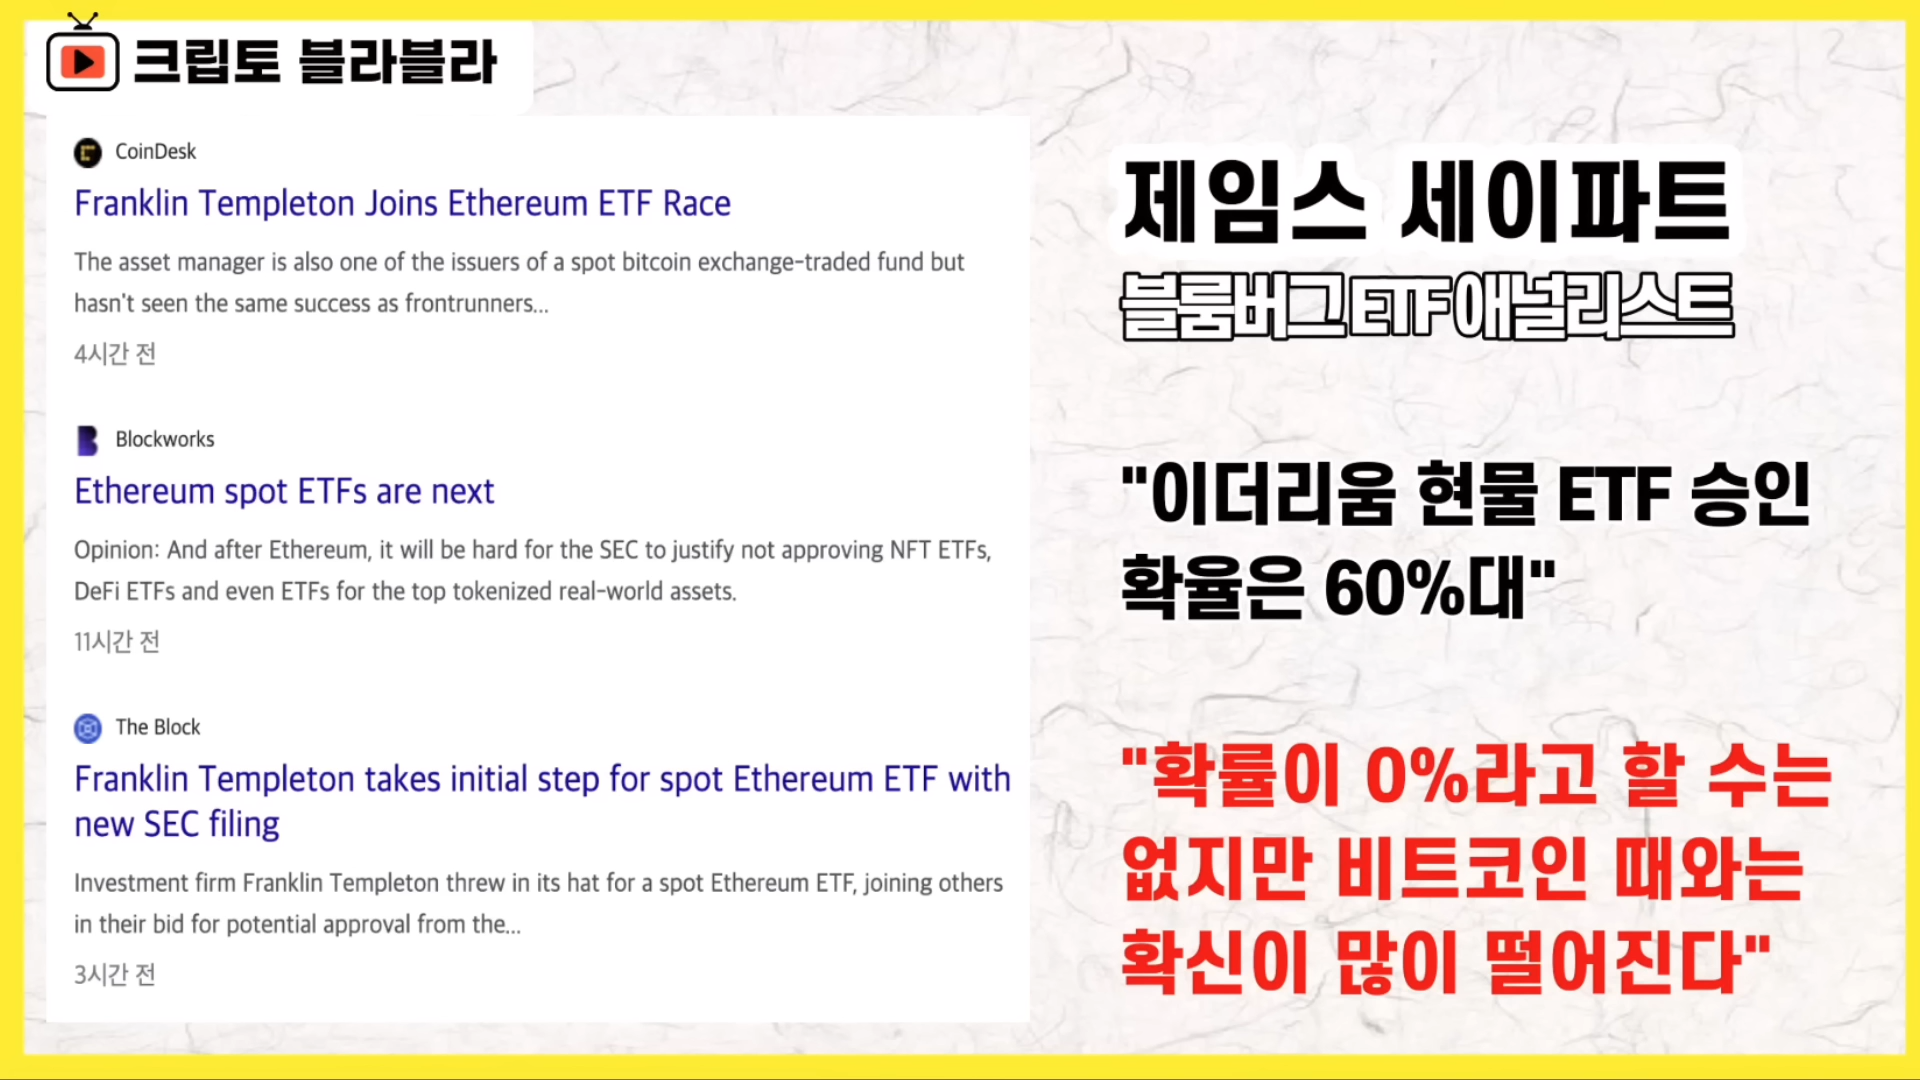 크립토 블라블라
CoinDesk
Franklin Templeton Joins Ethereum ETF Race
The asset manager is also one of the issuers of a spot bitcoin exchange-traded fund but
hasn't seen the same success as frontrunners...
4시간 전
Blockworks
Ethereum spot ETFs are next
Opinion: And after Ethereum, it will be hard for the SEC to justify not approving NFT ETFs,
DeFi ETFs and even ETFs for the top tokenized real-world assets.
11시간 전
The Block
Franklin Templeton takes initial step for spot Ethereum ETF with
new SEC filing
Investment firm Franklin Templeton threw in its hat for a spot Ethereum ETF, joining others
in their bid for potential approval from the...
3시간 전
제임스 세이파트
블룸버그 ETF 애널리스트
"이더리움 현물 ETF 승인
확율은 60%대"
"확률이 0%라고 할 수는
없지만 비트코인 때와는
확신이 많이 떨어진다"